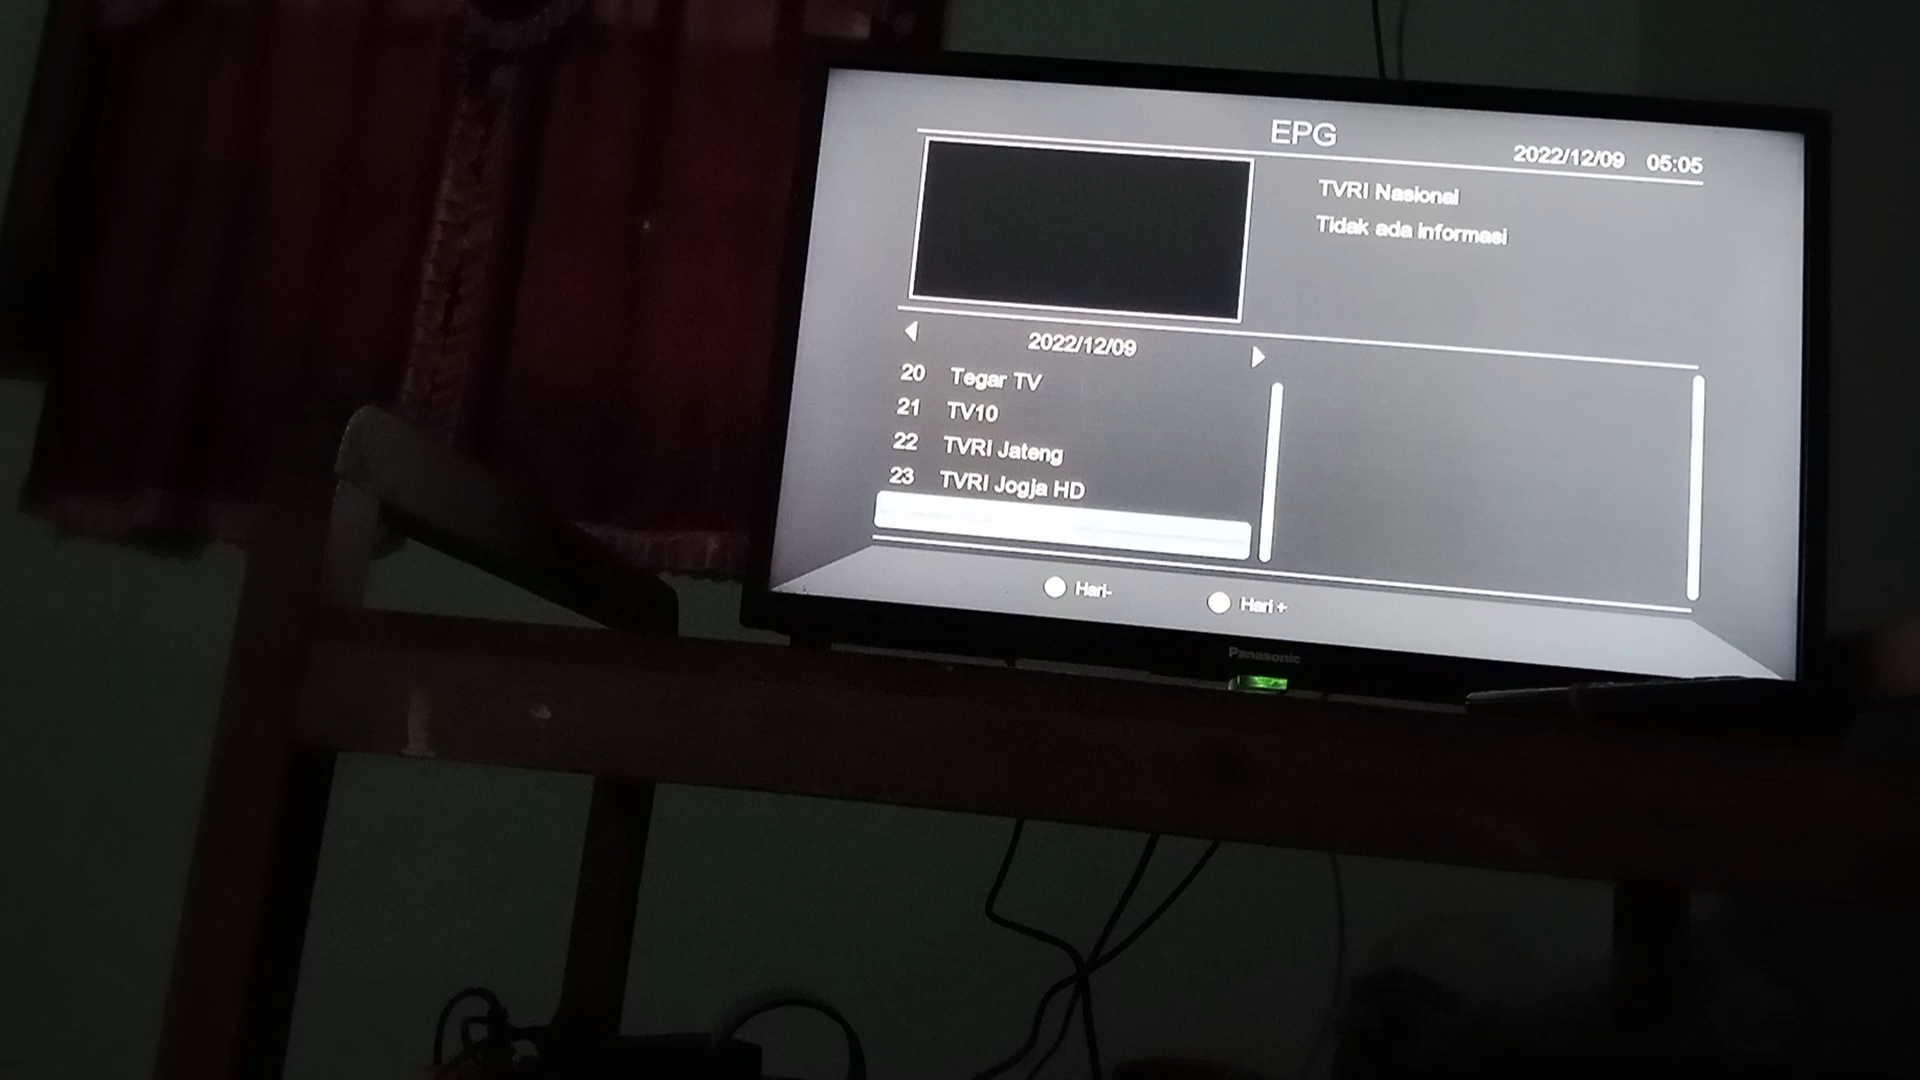 EPG
2022/12/09 05:05
TVRI Nasional
Tidak ada informasi
2022/12/09
20 Tegar TV
21 TV10
22 TVRI Jateng
23 TVRI Jogja HD
Hari- Hari +
Panasonic